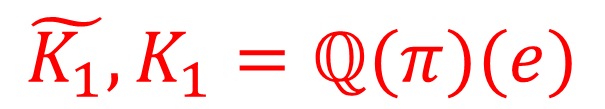 $\widetilde{K_1}, K_1 = \mathbb{Q}(\pi)(e)$